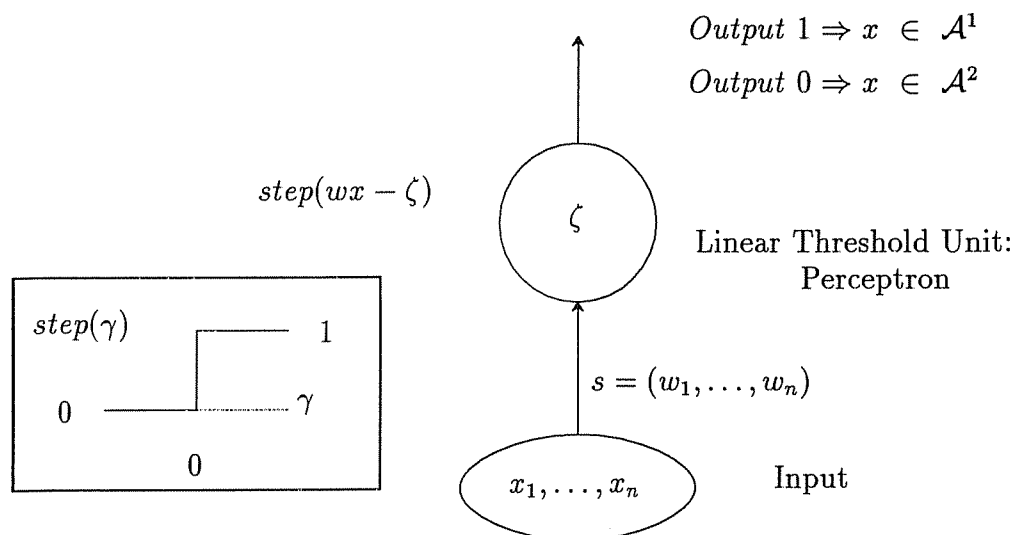 Output 1 ⇒ x ∈ 𝒜¹
Output 0 ⇒ x ∈ 𝒜²
step(wx − ζ)
ζ
Linear Threshold Unit:
Perceptron
step(γ)
1
0
γ
0
s = (w₁, . . . , wₙ)
x₁, . . . , xₙ
Input